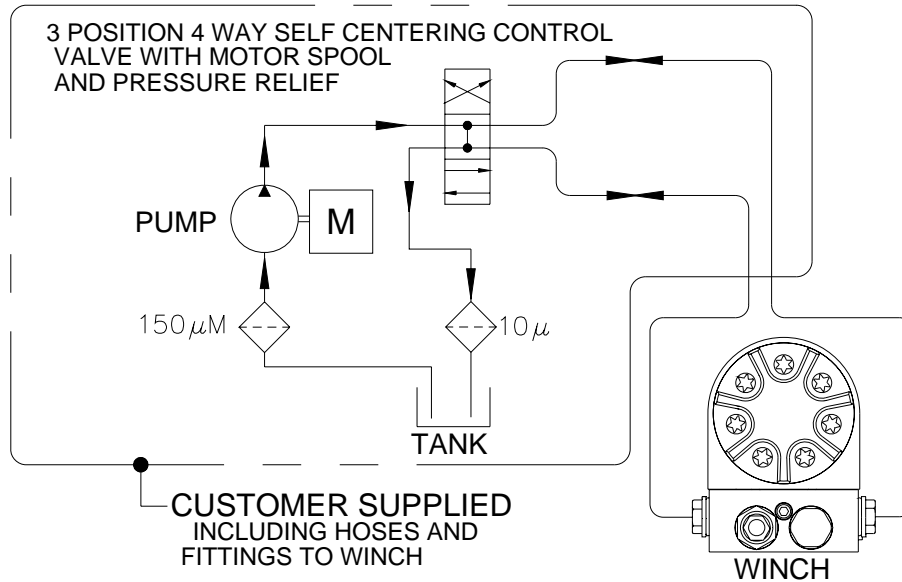 3 POSITION 4 WAY SELF CENTERING CONTROL
VALVE WITH MOTOR SPOOL
AND PRESSURE RELIEF
PUMP
M
150µM
10µ
TANK
CUSTOMER SUPPLIED
INCLUDING HOSES AND
FITTINGS TO WINCH
WINCH